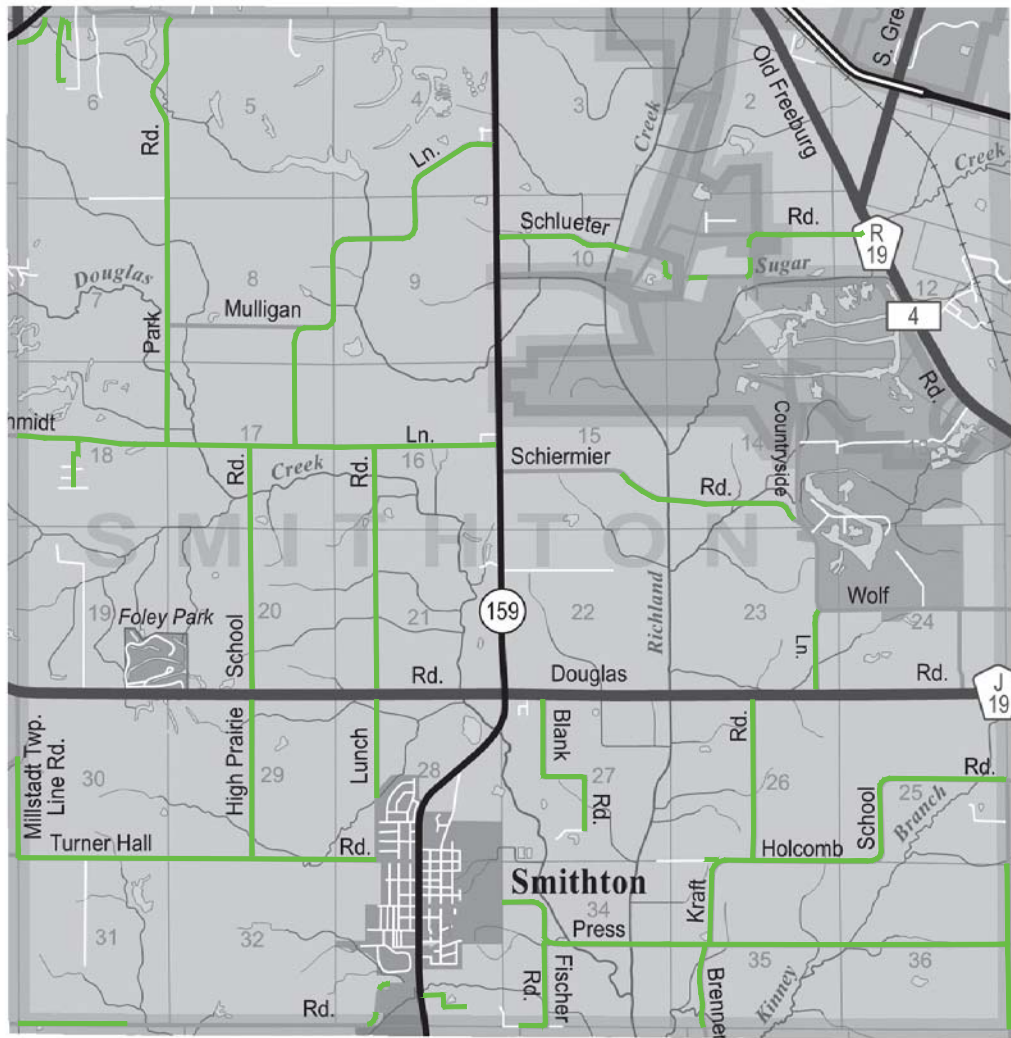 6
5
4
3
2
1
Old Freeburg
S. Gre
Rd.
Creek
Creek
Ln.
Schlueter
Rd.
R
19
10
Sugar
Douglas
7
8
9
11
12
Mulligan
4
Park
Rd.
hmidt
18
17
Ln.
16
15
14
13
Countryside
Rd.
Creek
Rd.
Schiermier
Rd.
SMITHTON
159
Wolf
19
Foley Park
20
21
22
23
24
School
Richland
Ln.
Rd.
Douglas
Rd.
J
19
Millstadt Twp.
Line Rd.
30
High Prairie
29
Lunch
28
Blank
27
Rd.
Rd.
26
School
25
Rd.
Branch
Turner Hall
Rd.
Holcomb
Smithton
34
Kraft
Press
31
32
35
36
Fischer
Rd.
Brennet
Kinney
Rd.